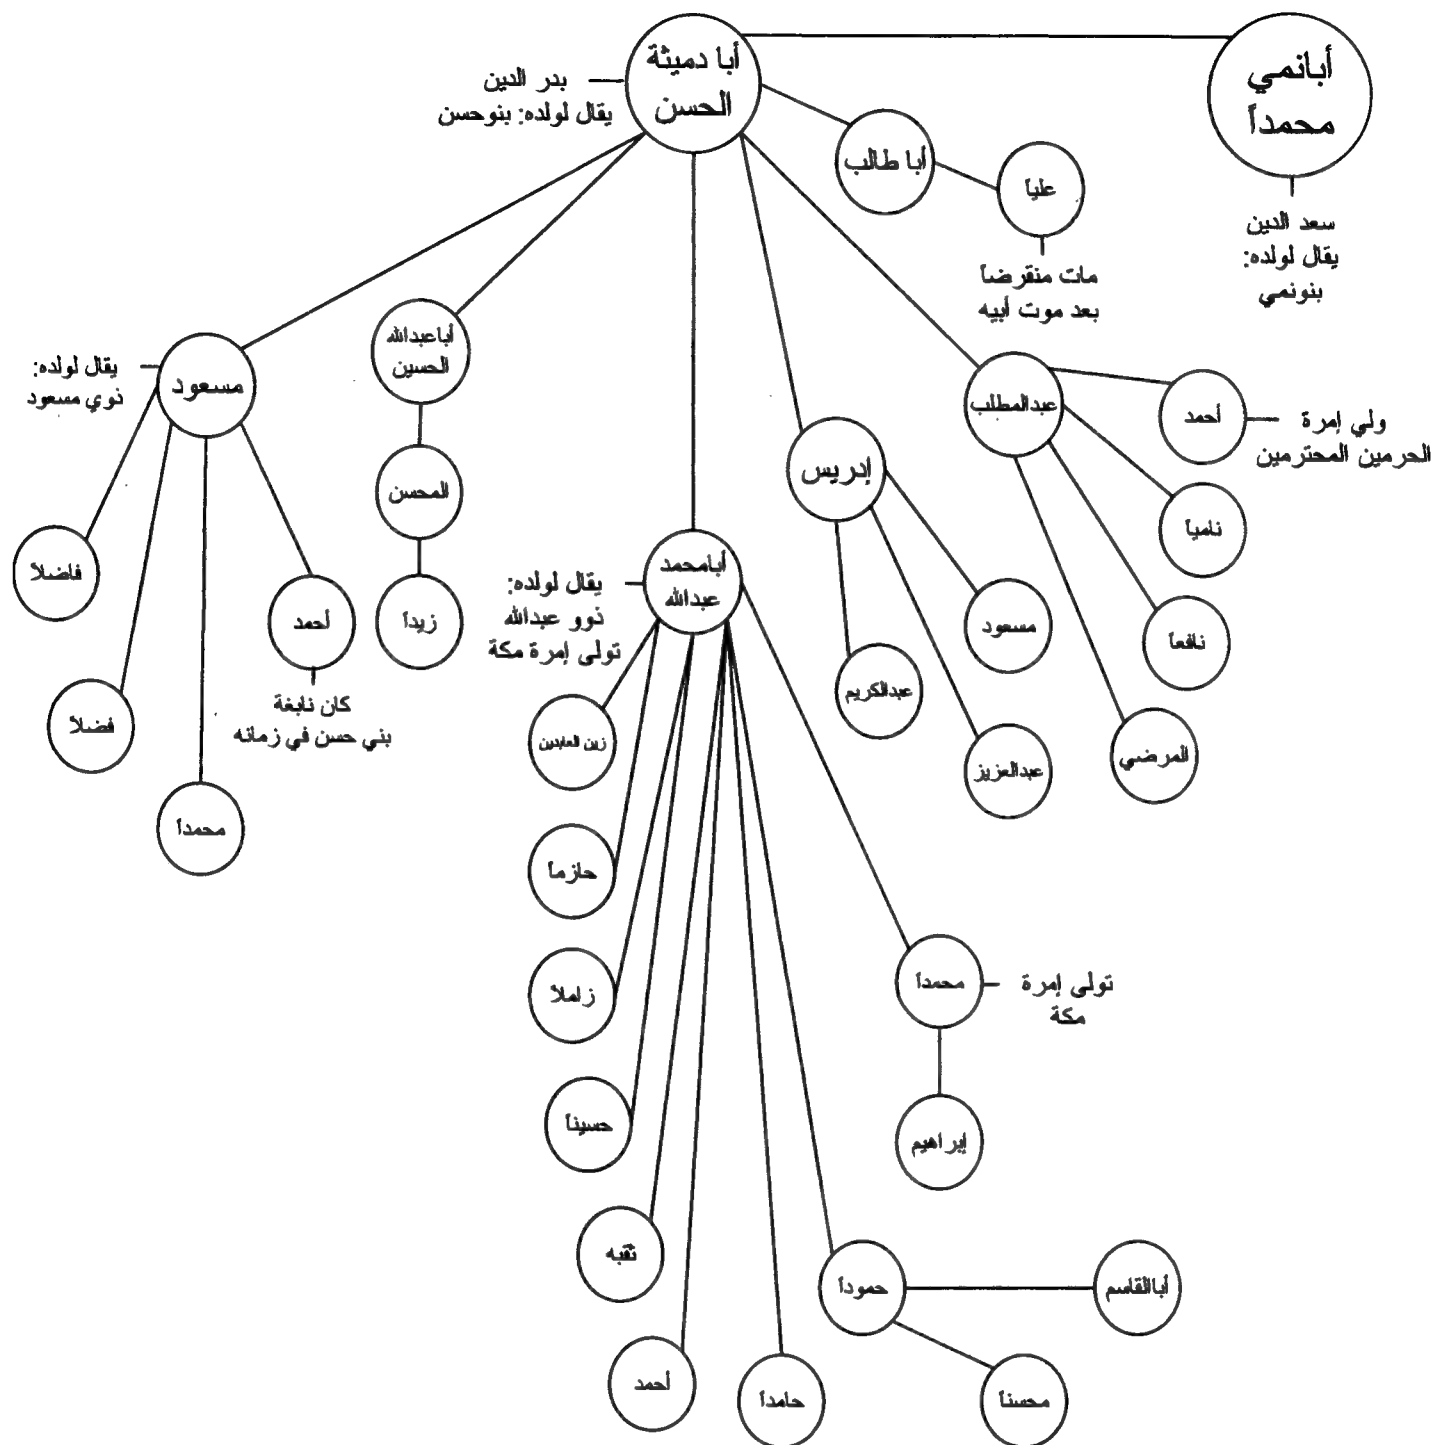 أبانمي
محمداً
سعد الدين
يقال لولده:
بنونمي
أبا دميثة
الحسن
بدر الدين
يقال لولده: بنوحسن
أبا طالب
علياً
مات منقرضاً
بعد موت أبيه
عبدالمطلب
أحمد
ولي إمرة
الحرمين المحترمين
نامياً
نافعاً
المرضي
إدريس
مسعود
عبدالعزيز
عبدالكريم
أبامحمد
عبدالله
يقال لولده:
ذوو عبدالله
تولى إمرة مكة
محمداً
تولى إمرة
مكة
إبراهيم
حموداً
أباالقاسم
محسناً
حامداً
أحمد
ثقبه
حسيناً
زاملاً
حازماً
زين العابدين
أباعبدالله
الحسين
المحسن
زيداً
مسعود
يقال لولده:
ذوي مسعود
أحمد
كان نابغة
بني حسن في زمانه
محمداً
فضلاً
فاضلاً